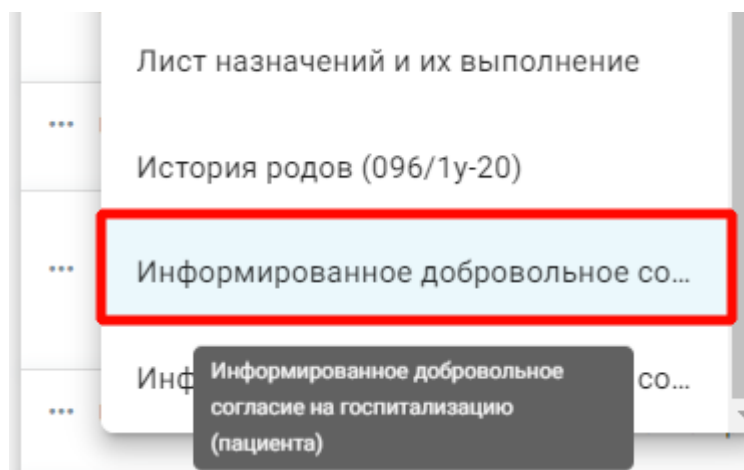 Лист назначений и их выполнение
История родов (096/1у-20)
Информированное добровольное со...
Инф со...
Информированное добровольное
согласие на госпитализацию
(пациента)